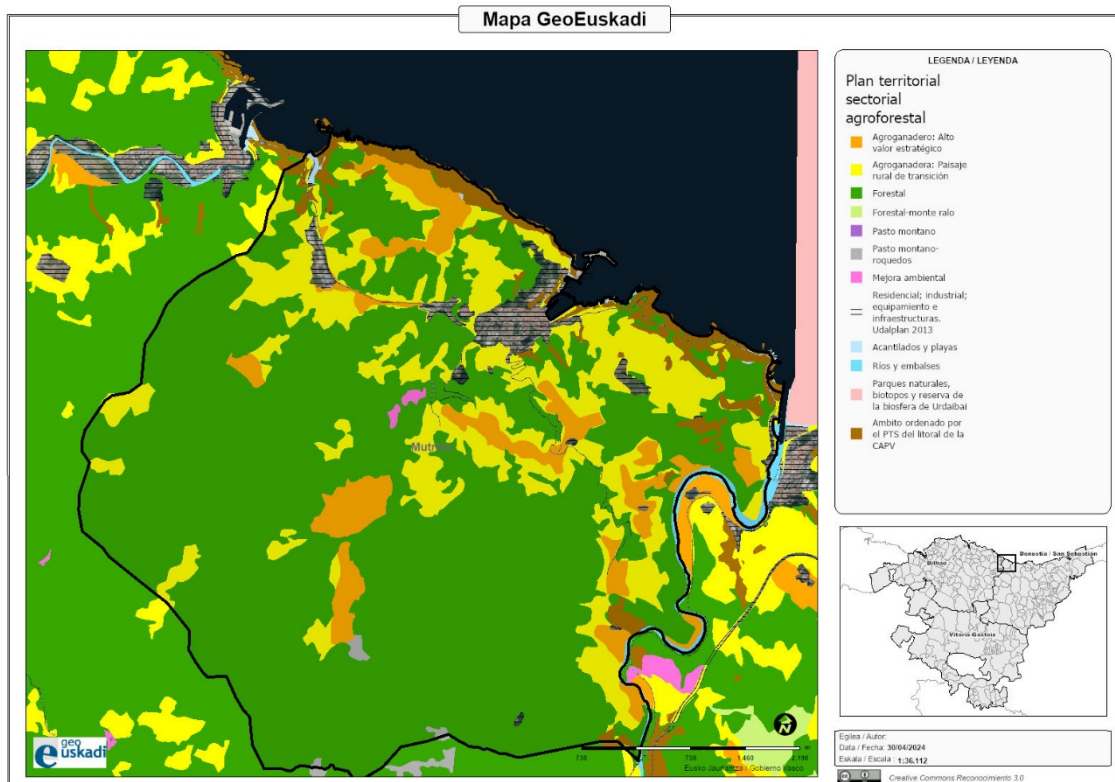 Mapa GeoEuskadi
LEGENDA / LEYENDA
Plan territorial
sectorial
agroforestal
Agroganadero: Alto
valor estratégico
Agroganadera: Paisaje
rural de transición
Forestal
Forestal-monte ralo
Pasto montano
Pasto montano-
roquedos
Mejora ambiental
Residencial; industrial;
equipamiento e
infraestructuras.
Udalplan 2013
Acantilados y playas
Ríos y embalses
Parques naturales,
biotopos y reserva de
la biosfera de Urdaibai
Ambito ordenado por
el PTS del litoral de la
CAPV
Donostia / San Sebastián
Bilbao
Vitoria-Gasteiz
geo
euskadi
730
0
730
1.460
2.190
m
Eusko Jaurlaritza / Gobierno Vasco
Egilea / Autor:
Data / Fecha: 30/04/2024
Eskala / Escala : 1:36.112
Creative Commons Reconocimiento 3.0